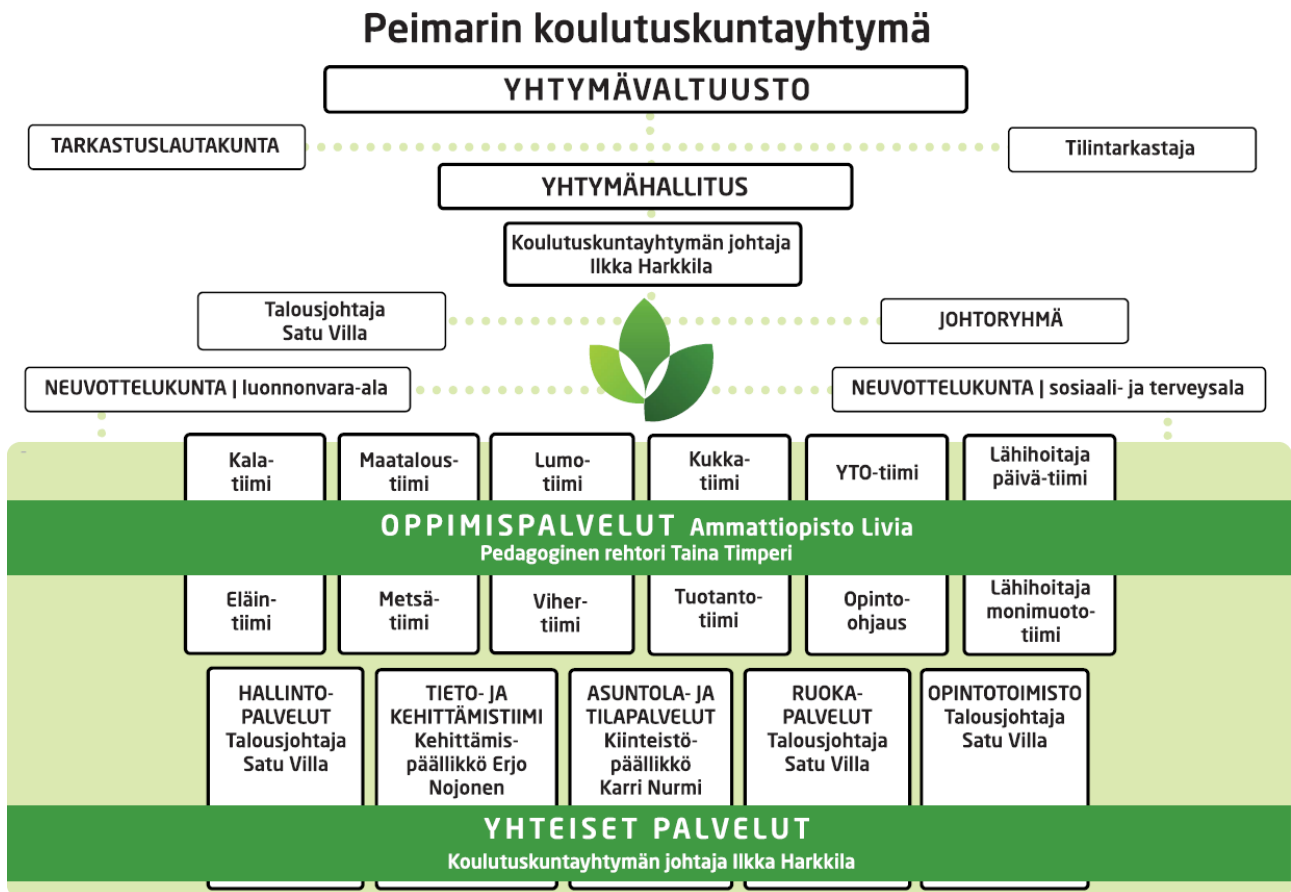 Peimarin koulutuskuntayhtymä
YHTYMÄVALTUUSTO
TARKASTUSLAUTAKUNTA
Tilintarkastaja
YHTYMÄHALLITUS
Koulutuskuntayhtymän johtaja
Ilkka Harkkila
Talousjohtaja
Satu Villa
JOHTORYHMÄ
NEUVOTTELUKUNTA | luonnonvara-ala
NEUVOTTELUKUNTA | sosiaali- ja terveysala
Kala-
tiimi
Maatalous-
tiimi
Lumo-
tiimi
Kukka-
tiimi
YTO-tiimi
Lähihoitaja
päivä-tiimi
OPPIMISPALVELUT Ammattiopisto Livia
Pedagoginen rehtori Taina Timperi
Eläin-
tiimi
Metsä-
tiimi
Viher-
tiimi
Tuotanto-
tiimi
Opinto-
ohjaus
Lähihoitaja
monimuoto-
tiimi
HALLINTO-
PALVELUT
Talousjohtaja
Satu Villa
TIETO- JA
KEHITTÄMISTIIMI
Kehittämis-
päällikkö Erjo
Nojonen
ASUNTOLA- JA
TILAPALVELUT
Kiinteistö-
päällikkö
Karri Nurmi
RUOKA-
PALVELUT
Talousjohtaja
Satu Villa
OPINTOTOIMISTO
Talousjohtaja
Satu Villa
YHTEISET PALVELUT
Koulutuskuntayhtymän johtaja Ilkka Harkkila